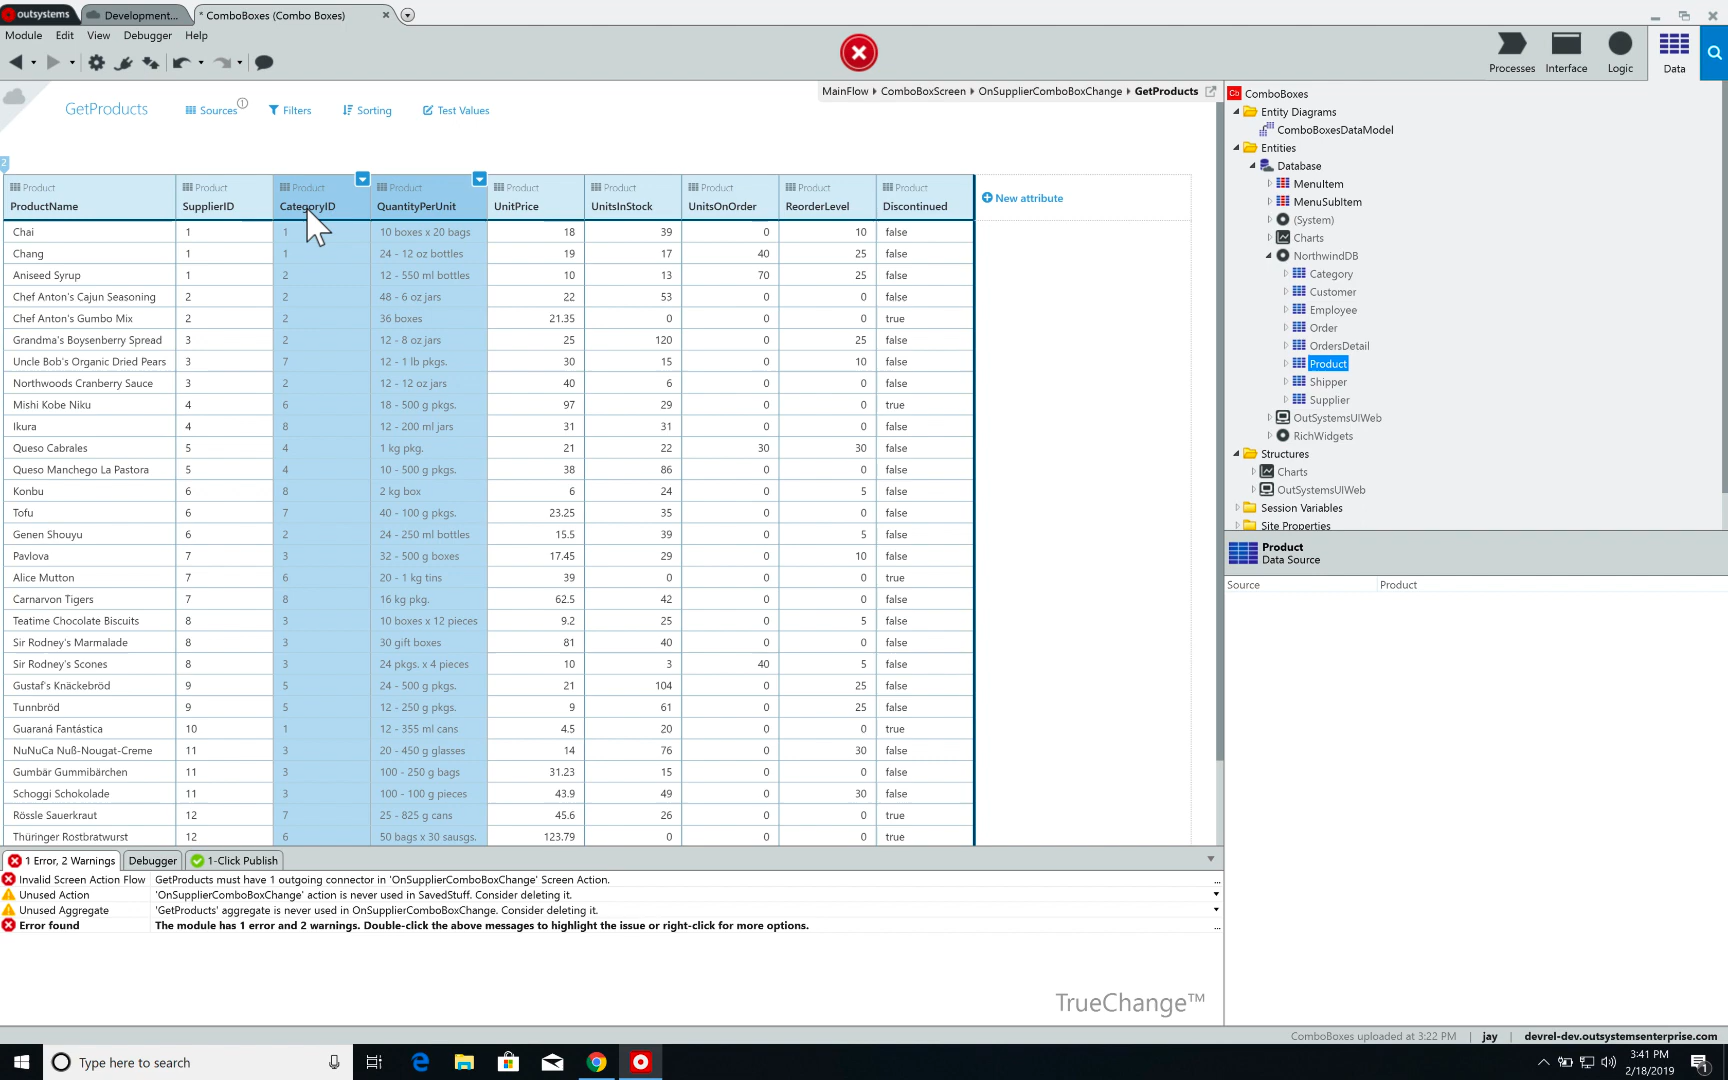 outsystems
Development...
* ComboBoxes (Combo Boxes)
Module Edit View Debugger Help
Processes Interface Logic Data
GetProducts
Sources 1
Filters
Sorting
Test Values
MainFlow ComboBoxScreen OnSupplierComboBoxChange GetProducts
2
Product Product Product Product Product Product Product Product Product
ProductName SupplierID CategoryID QuantityPerUnit UnitPrice UnitsInStock UnitsOnOrder ReorderLevel Discontinued
New attribute
Chai 1 1 10 boxes x 20 bags 18 39 0 10 false
Chang 1 1 24 - 12 oz bottles 19 17 40 25 false
Aniseed Syrup 1 2 12 - 550 ml bottles 10 13 70 25 false
Chef Anton's Cajun Seasoning 2 2 48 - 6 oz jars 22 53 0 0 false
Chef Anton's Gumbo Mix 2 2 36 boxes 21.35 0 0 0 true
Grandma's Boysenberry Spread 3 2 12 - 8 oz jars 25 120 0 25 false
Uncle Bob's Organic Dried Pears 3 7 12 - 1 lb pkgs. 30 15 0 10 false
Northwoods Cranberry Sauce 3 2 12 - 12 oz jars 40 6 0 0 false
Mishi Kobe Niku 4 6 18 - 500 g pkgs. 97 29 0 0 true
Ikura 4 8 12 - 200 ml jars 31 31 0 0 false
Queso Cabrales 5 4 1 kg pkg. 21 22 30 30 false
Queso Manchego La Pastora 5 4 10 - 500 g pkgs. 38 86 0 0 false
Konbu 6 8 2 kg box 6 24 0 5 false
Tofu 6 7 40 - 100 g pkgs. 23.25 35 0 0 false
Genen Shouyu 6 2 24 - 250 ml bottles 15.5 39 0 5 false
Pavlova 7 3 32 - 500 g boxes 17.45 29 0 10 false
Alice Mutton 7 6 20 - 1 kg tins 39 0 0 0 true
Carnarvon Tigers 7 8 16 kg pkg. 62.5 42 0 0 false
Teatime Chocolate Biscuits 8 3 10 boxes x 12 pieces 9.2 25 0 5 false
Sir Rodney's Marmalade 8 3 30 gift boxes 81 40 0 0 false
Sir Rodney's Scones 8 3 24 pkgs. x 4 pieces 10 3 40 5 false
Gustaf's Knäckebröd 9 5 24 - 500 g pkgs. 21 104 0 25 false
Tunnbröd 9 5 12 - 250 g pkgs. 9 61 0 25 false
Guaraná Fantástica 10 1 12 - 355 ml cans 4.5 20 0 0 true
NuNuCa Nuß-Nougat-Creme 11 3 20 - 450 g glasses 14 76 0 30 false
Gumbär Gummibärchen 11 3 100 - 250 g bags 31.23 15 0 0 false
Schoggi Schokolade 11 3 100 - 100 g pieces 43.9 49 0 30 false
Rössle Sauerkraut 12 7 25 - 825 g cans 45.6 26 0 0 true
Thüringer Rostbratwurst 12 6 50 bags x 30 sausgs. 123.79 0 0 0 true
Cb ComboBoxes
Entity Diagrams
ComboBoxesDataModel
Entities
Database
MenuItem
MenuSubItem
(System)
Charts
NorthwindDB
Category
Customer
Employee
Order
OrdersDetail
Product
Shipper
Supplier
OutSystemsUIWeb
RichWidgets
Structures
Charts
OutSystemsUIWeb
Session Variables
Site Properties
Product
Data Source
Source Product
1 Error, 2 Warnings
Debugger
1-Click Publish
Invalid Screen Action Flow GetProducts must have 1 outgoing connector in 'OnSupplierComboBoxChange' Screen Action. ...
Unused Action 'OnSupplierComboBoxChange' action is never used in SavedStuff. Consider deleting it.
Unused Aggregate 'GetProducts' aggregate is never used in OnSupplierComboBoxChange. Consider deleting it.
Error found The module has 1 error and 2 warnings. Double-click the above messages to highlight the issue or right-click for more options. ...
TrueChange™
ComboBoxes uploaded at 3:22 PM | jay | devrel-dev.outsystemsenterprise.com
Type here to search
3:41 PM
2/18/2019
1